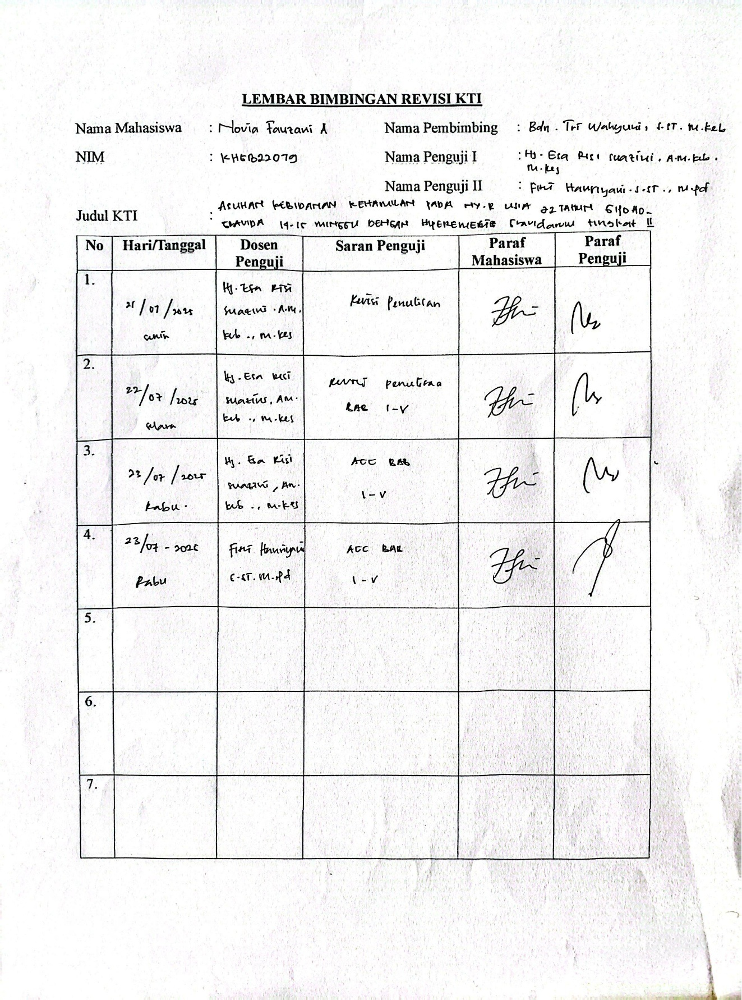 LEMBAR BIMBINGAN REVISI KTI
Nama Mahasiswa : Novia Fauzani A
Nama Pembimbing : Bdn. Tri Wahyuni, S.ST. M.Keb
NIM : KHGB22079
Nama Penguji I : Hj. Esa Risi Suazini, A.M.Keb.
M.Kes
Nama Penguji II : Fitri Hanriyani.S.ST., M.pd
ASUHAN KEBIDANAN KEHAMILAN PADA NY.R USIA 22 TAHUN G1P0A0
Judul KTI :
GRAVIDA 14-15 MINGGU DENGAN Gravidarum tingkat II
No Hari/Tanggal Dosen Penguji Saran Penguji Paraf Mahasiswa Paraf Penguji
1.
21/07/2025
senin
Hj. Esa Risi
Suazini. A.M.
keb., M.kes
Revisi penulisan
2.
22/07/2025
selasa
Hj. Esa Risi
suazini, AM.
keb., M.kes
Revisi penulisan
BAB I-V
3.
23/07/2025
Rabu.
Hj. Esa Risi
suazini, Am.
keb., M.kes
ACC BAB
I-V
4.
23/07-2025
Rabu
Fitri Hanriyani
S.ST. M.pd
ACC BAB
I-V
5.
6.
7.